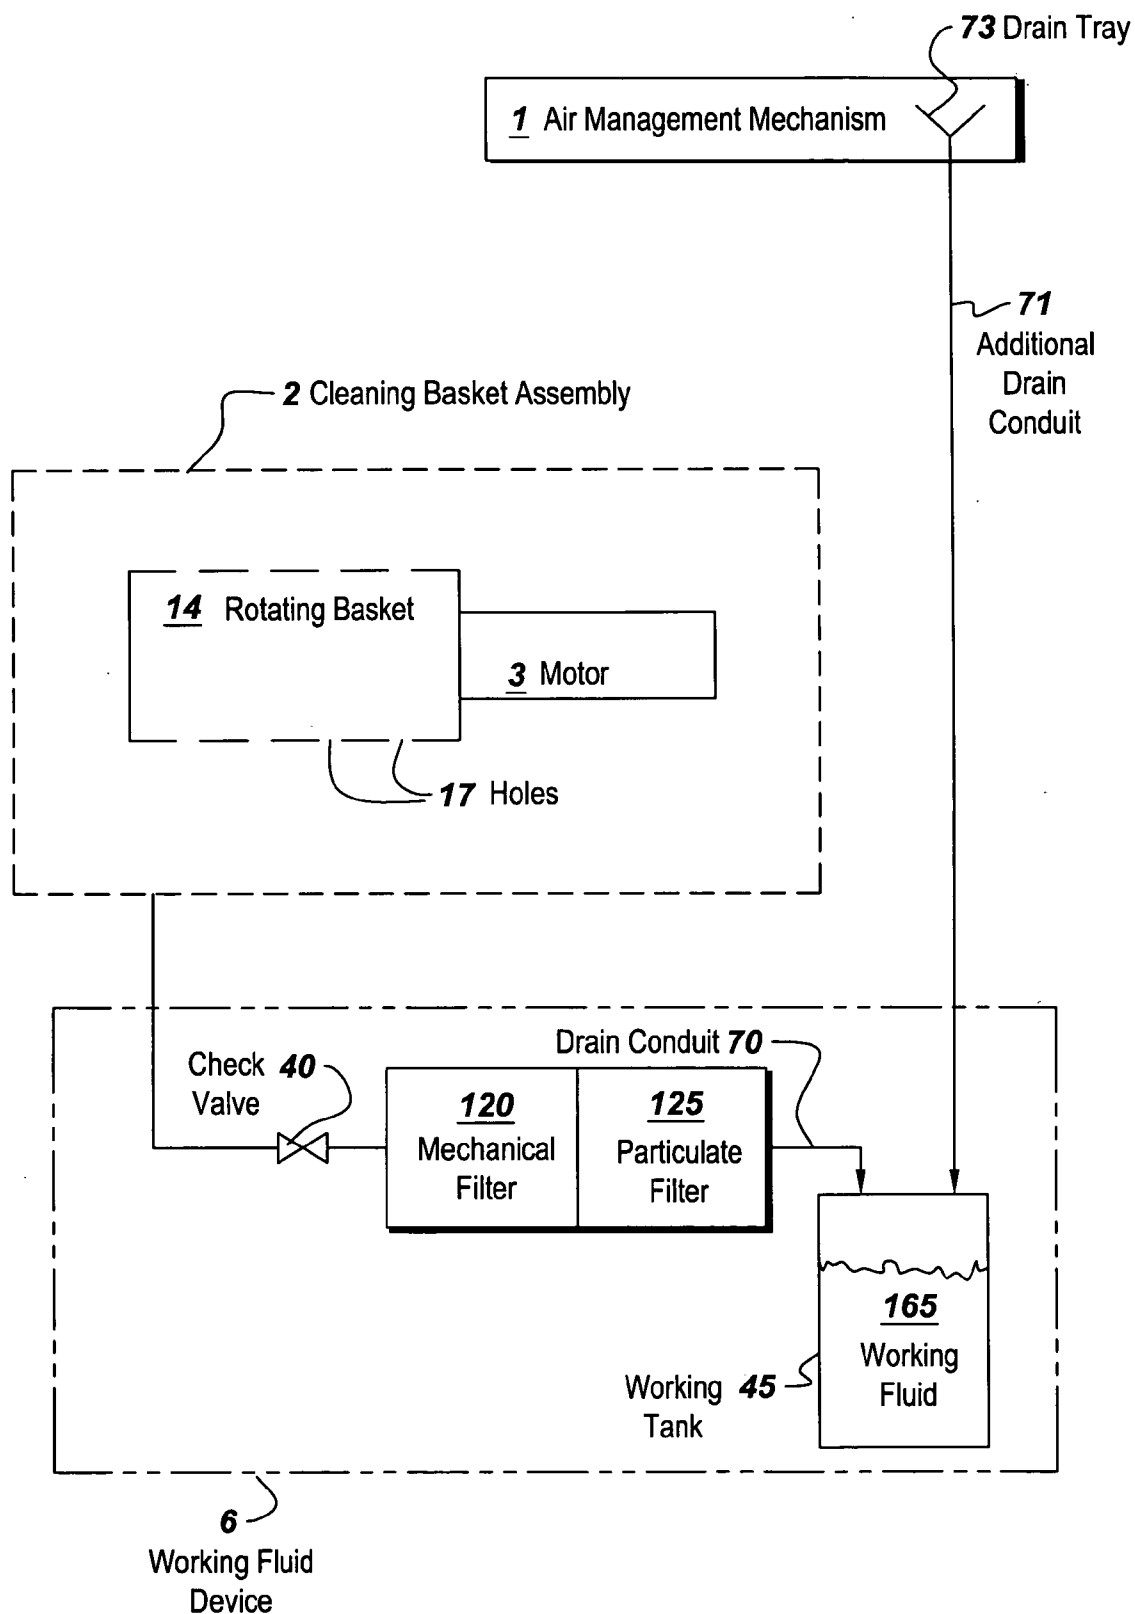 73 Drain Tray
1 Air Management Mechanism
71
Additional
Drain
Conduit
2 Cleaning Basket Assembly
14 Rotating Basket
3 Motor
17 Holes
Drain Conduit 70
Check 40
Valve
120
Mechanical
Filter
125
Particulate
Filter
165
Working
Fluid
Working 45
Tank
6
Working Fluid
Device